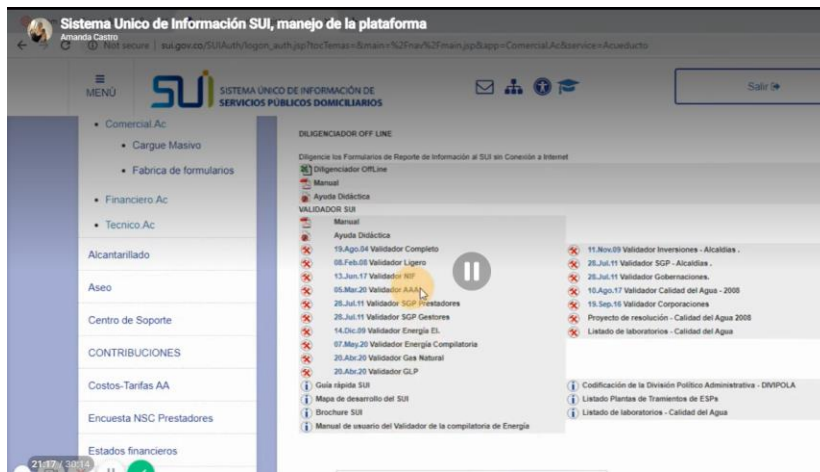 Sistema Unico de Información SUI, manejo de la plataforma
Amanda Castro
Not secure | sui.gov.co/SUIAuth/logon_auth.jsp?tocTemas=&main=%2Fnav%2Fmain.jsp&app=Comercial.Ac&service=Acueducto
MENÚ
SUI
SISTEMA ÚNICO DE INFORMACIÓN DE
SERVICIOS PÚBLICOS DOMICILIARIOS
Salir
Comercial.Ac
Cargue Masivo
Fabrica de formularios
Financiero.Ac
Tecnico.Ac
Alcantarillado
Aseo
Centro de Soporte
CONTRIBUCIONES
Costos-Tarifas AA
Encuesta NSC Prestadores
Estados financieros
DILIGENCIADOR OFF LINE
Diligencie los Formularios de Reporte de Información al SUI sin Conexión a Internet
Diligenciador OffLine
Manual
Ayuda Didáctica
VALIDADOR SUI
Manual
Ayuda Didáctica
19.Ago.04 Validador Completo
08.Feb.08 Validador Ligero
13.Jun.17 Validador NIF
05.Mar.20 Validador AAA
28.Jul.11 Validador SGP Prestadores
28.Jul.11 Validador SGP Gestores
14.Dic.09 Validador Energía El.
07.May.20 Validador Energía Compilatoria
20.Abr.20 Validador Gas Natural
20.Abr.20 Validador GLP
11.Nov.09 Validador Inversiones - Alcaldías .
28.Jul.11 Validador SGP - Alcaldías .
28.Jul.11 Validador Gobernaciones.
10.Ago.17 Validador Calidad del Agua - 2008
19.Sep.16 Validador Corporaciones
Proyecto de resolución - Calidad del Agua 2008
Listado de laboratorios - Calidad del Agua
Guía rápida SUI
Mapa de desarrollo del SUI
Brochure SUI
Manual de usuario del Validador de la compilatoria de Energía
Codificación de la División Político Administrativa - DIVIPOLA
Listado Plantas de Tramientos de ESPs
Listado de laboratorios - Calidad del Agua
21:17 / 30:14